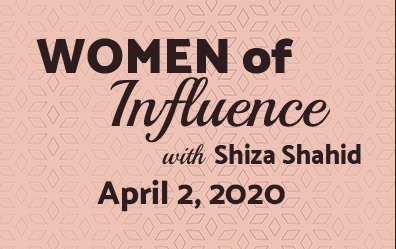 WOMEN of
Influence
with Shiza Shahid
April 2, 2020